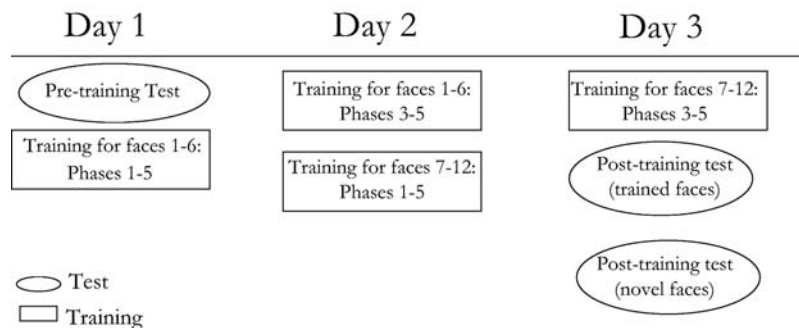 Day 1 Day 2 Day 3
Pre-training Test
Training for faces 1-6:
Phases 1-5
Training for faces 1-6:
Phases 3-5
Training for faces 7-12:
Phases 1-5
Training for faces 7-12:
Phases 3-5
Post-training test
(trained faces)
Post-training test
(novel faces)
Test
Training